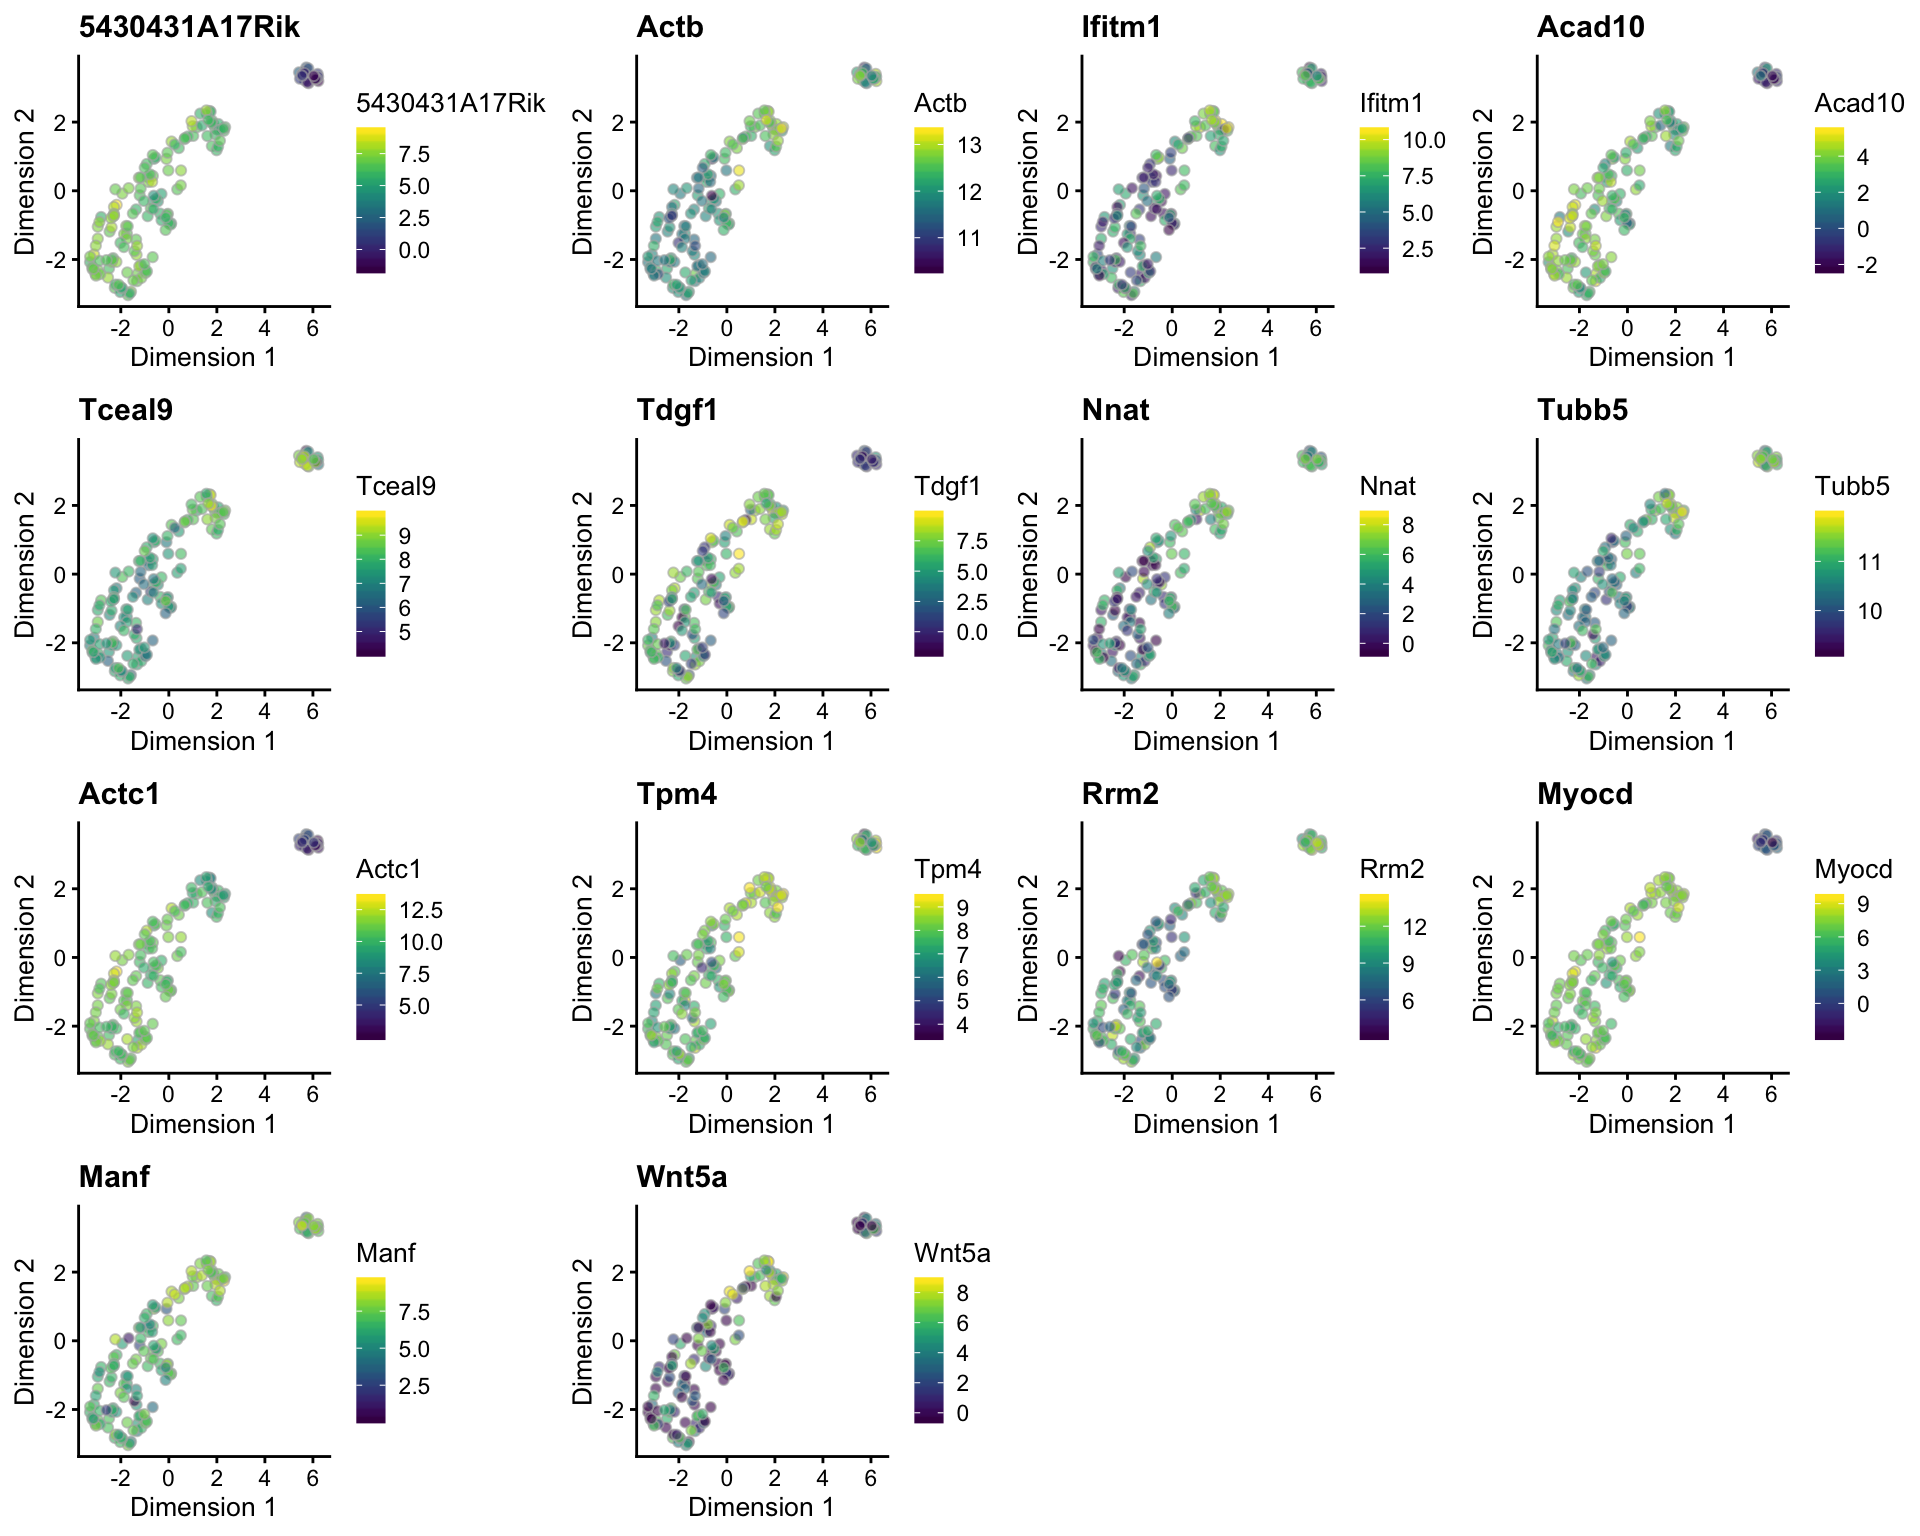 5430431A17Rik
5430431A17Rik
7.5
5.0
2.5
0.0
Dimension 2
2
0
-2
-2 0 2 4 6
Dimension 1
Actb
Actb
13
12
11
Dimension 2
2
0
-2
-2 0 2 4 6
Dimension 1
Ifitm1
Ifitm1
10.0
7.5
5.0
2.5
Dimension 2
2
0
-2
-2 0 2 4 6
Dimension 1
Acad10
Acad10
4
2
0
-2
Dimension 2
2
0
-2
-2 0 2 4 6
Dimension 1
Tceal9
Tceal9
9
8
7
6
5
Dimension 2
2
0
-2
-2 0 2 4 6
Dimension 1
Tdgf1
Tdgf1
7.5
5.0
2.5
0.0
Dimension 2
2
0
-2
-2 0 2 4 6
Dimension 1
Nnat
Nnat
8
6
4
2
0
Dimension 2
2
0
-2
-2 0 2 4 6
Dimension 1
Tubb5
Tubb5
11
10
Dimension 2
2
0
-2
-2 0 2 4 6
Dimension 1
Actc1
Actc1
12.5
10.0
7.5
5.0
Dimension 2
2
0
-2
-2 0 2 4 6
Dimension 1
Tpm4
Tpm4
9
8
7
6
5
4
Dimension 2
2
0
-2
-2 0 2 4 6
Dimension 1
Rrm2
Rrm2
12
9
6
Dimension 2
2
0
-2
-2 0 2 4 6
Dimension 1
Myocd
Myocd
9
6
3
0
Dimension 2
2
0
-2
-2 0 2 4 6
Dimension 1
Manf
Manf
7.5
5.0
2.5
Dimension 2
2
0
-2
-2 0 2 4 6
Dimension 1
Wnt5a
Wnt5a
8
6
4
2
0
Dimension 2
2
0
-2
-2 0 2 4 6
Dimension 1